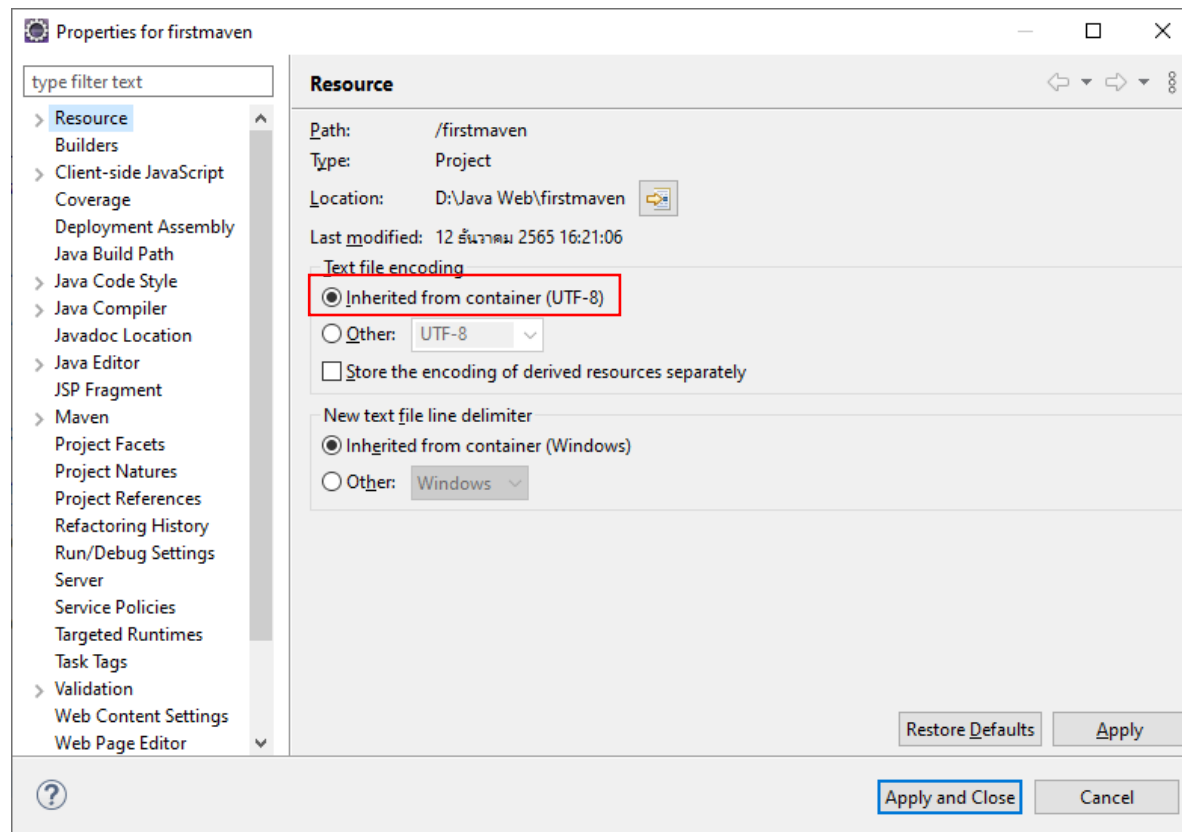 Properties for firstmaven
type filter text
Resource
Builders
Client-side JavaScript
Coverage
Deployment Assembly
Java Build Path
Java Code Style
Java Compiler
Javadoc Location
Java Editor
JSP Fragment
Maven
Project Facets
Project Natures
Project References
Refactoring History
Run/Debug Settings
Server
Service Policies
Targeted Runtimes
Task Tags
Validation
Web Content Settings
Web Page Editor
Resource
Path: /firstmaven
Type: Project
Location: D:\Java Web\firstmaven
Last modified: 12 ธันวาคม 2565 16:21:06
Text file encoding
Inherited from container (UTF-8)
Other: UTF-8
Store the encoding of derived resources separately
New text file line delimiter
Inherited from container (Windows)
Other: Windows
Restore Defaults Apply
? Apply and Close Cancel